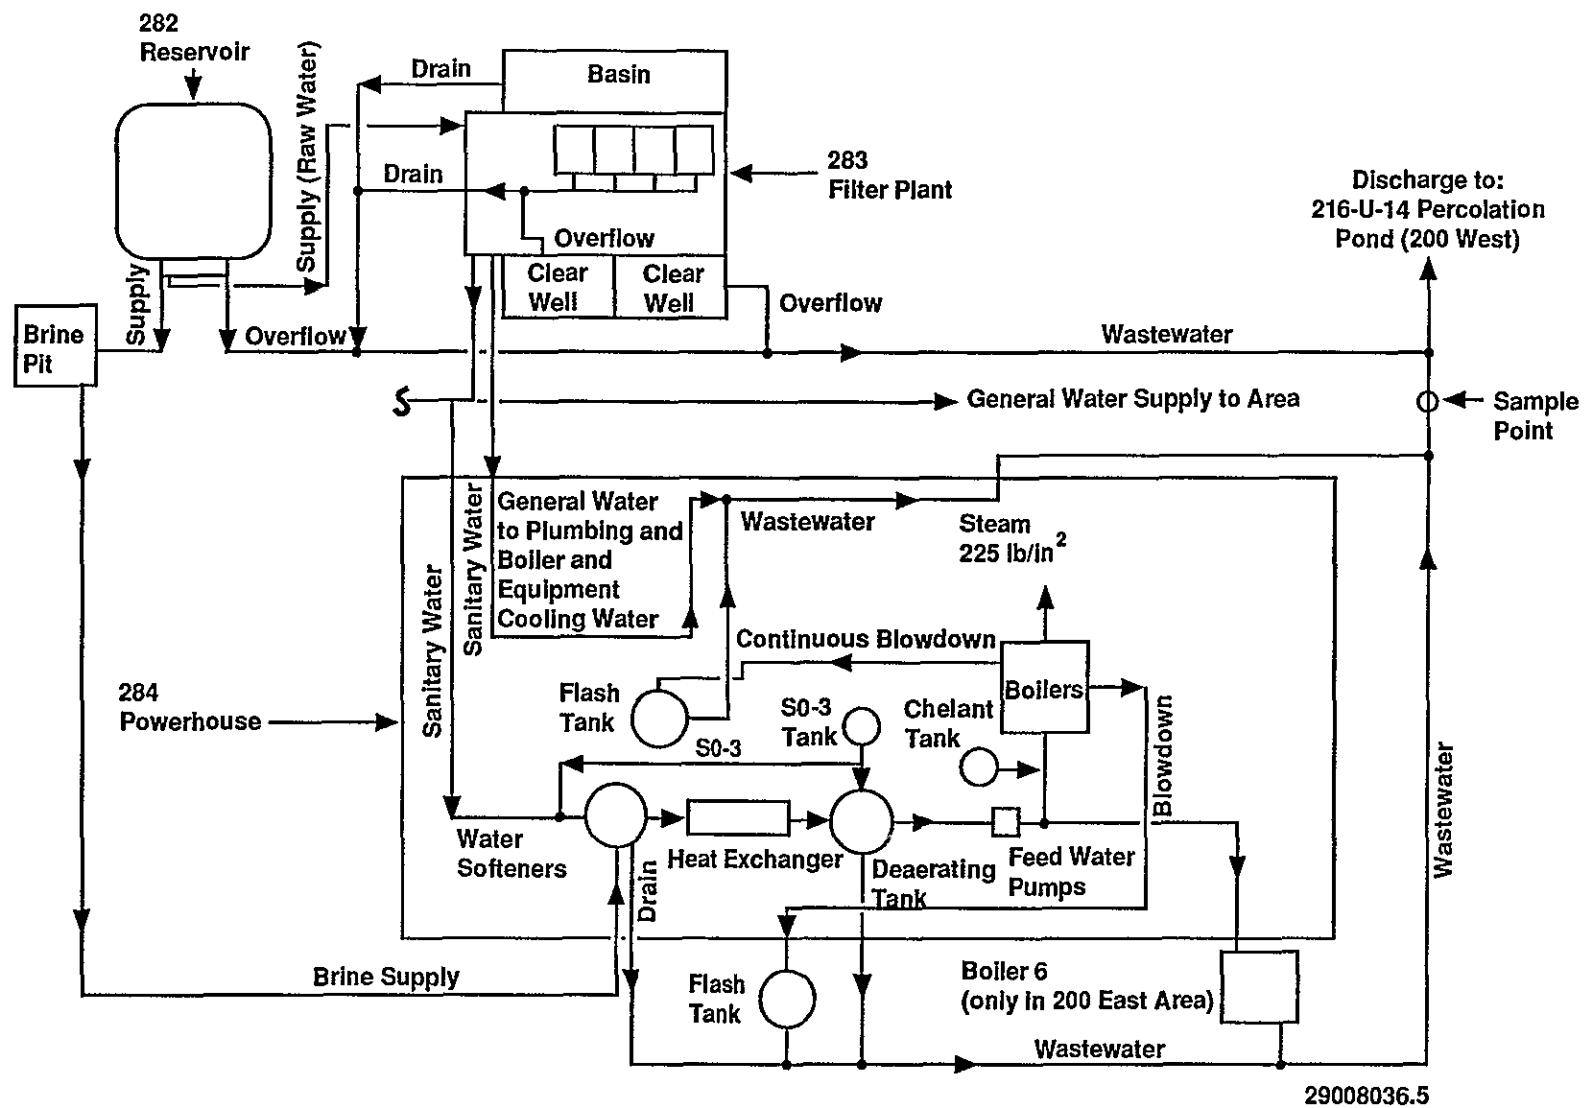 282
Reservoir
Supply (Raw Water)
Drain
Basin
Drain
283
Filter Plant
Overflow
Clear
Well
Clear
Well
Discharge to:
216-U-14 Percolation
Pond (200 West)
Supply
Brine
Pit
Overflow
Overflow
Wastewater
General Water Supply to Area
Sample
Point
Sanitary Water
Sanitary Water
General Water
to Plumbing and
Boiler and
Equipment
Cooling Water
Wastewater
Steam
225 lb/in²
Continuous Blowdown
284
Powerhouse
Flash
Tank
S0-3
Tank
S0-3
Chelant
Tank
Boilers
Blowdown
Wastewater
Water
Softeners
Drain
Heat Exchanger
Deaerating
Tank
Feed Water
Pumps
Brine Supply
Flash
Tank
Boiler 6
(only in 200 East Area)
Wastewater
29008036.5